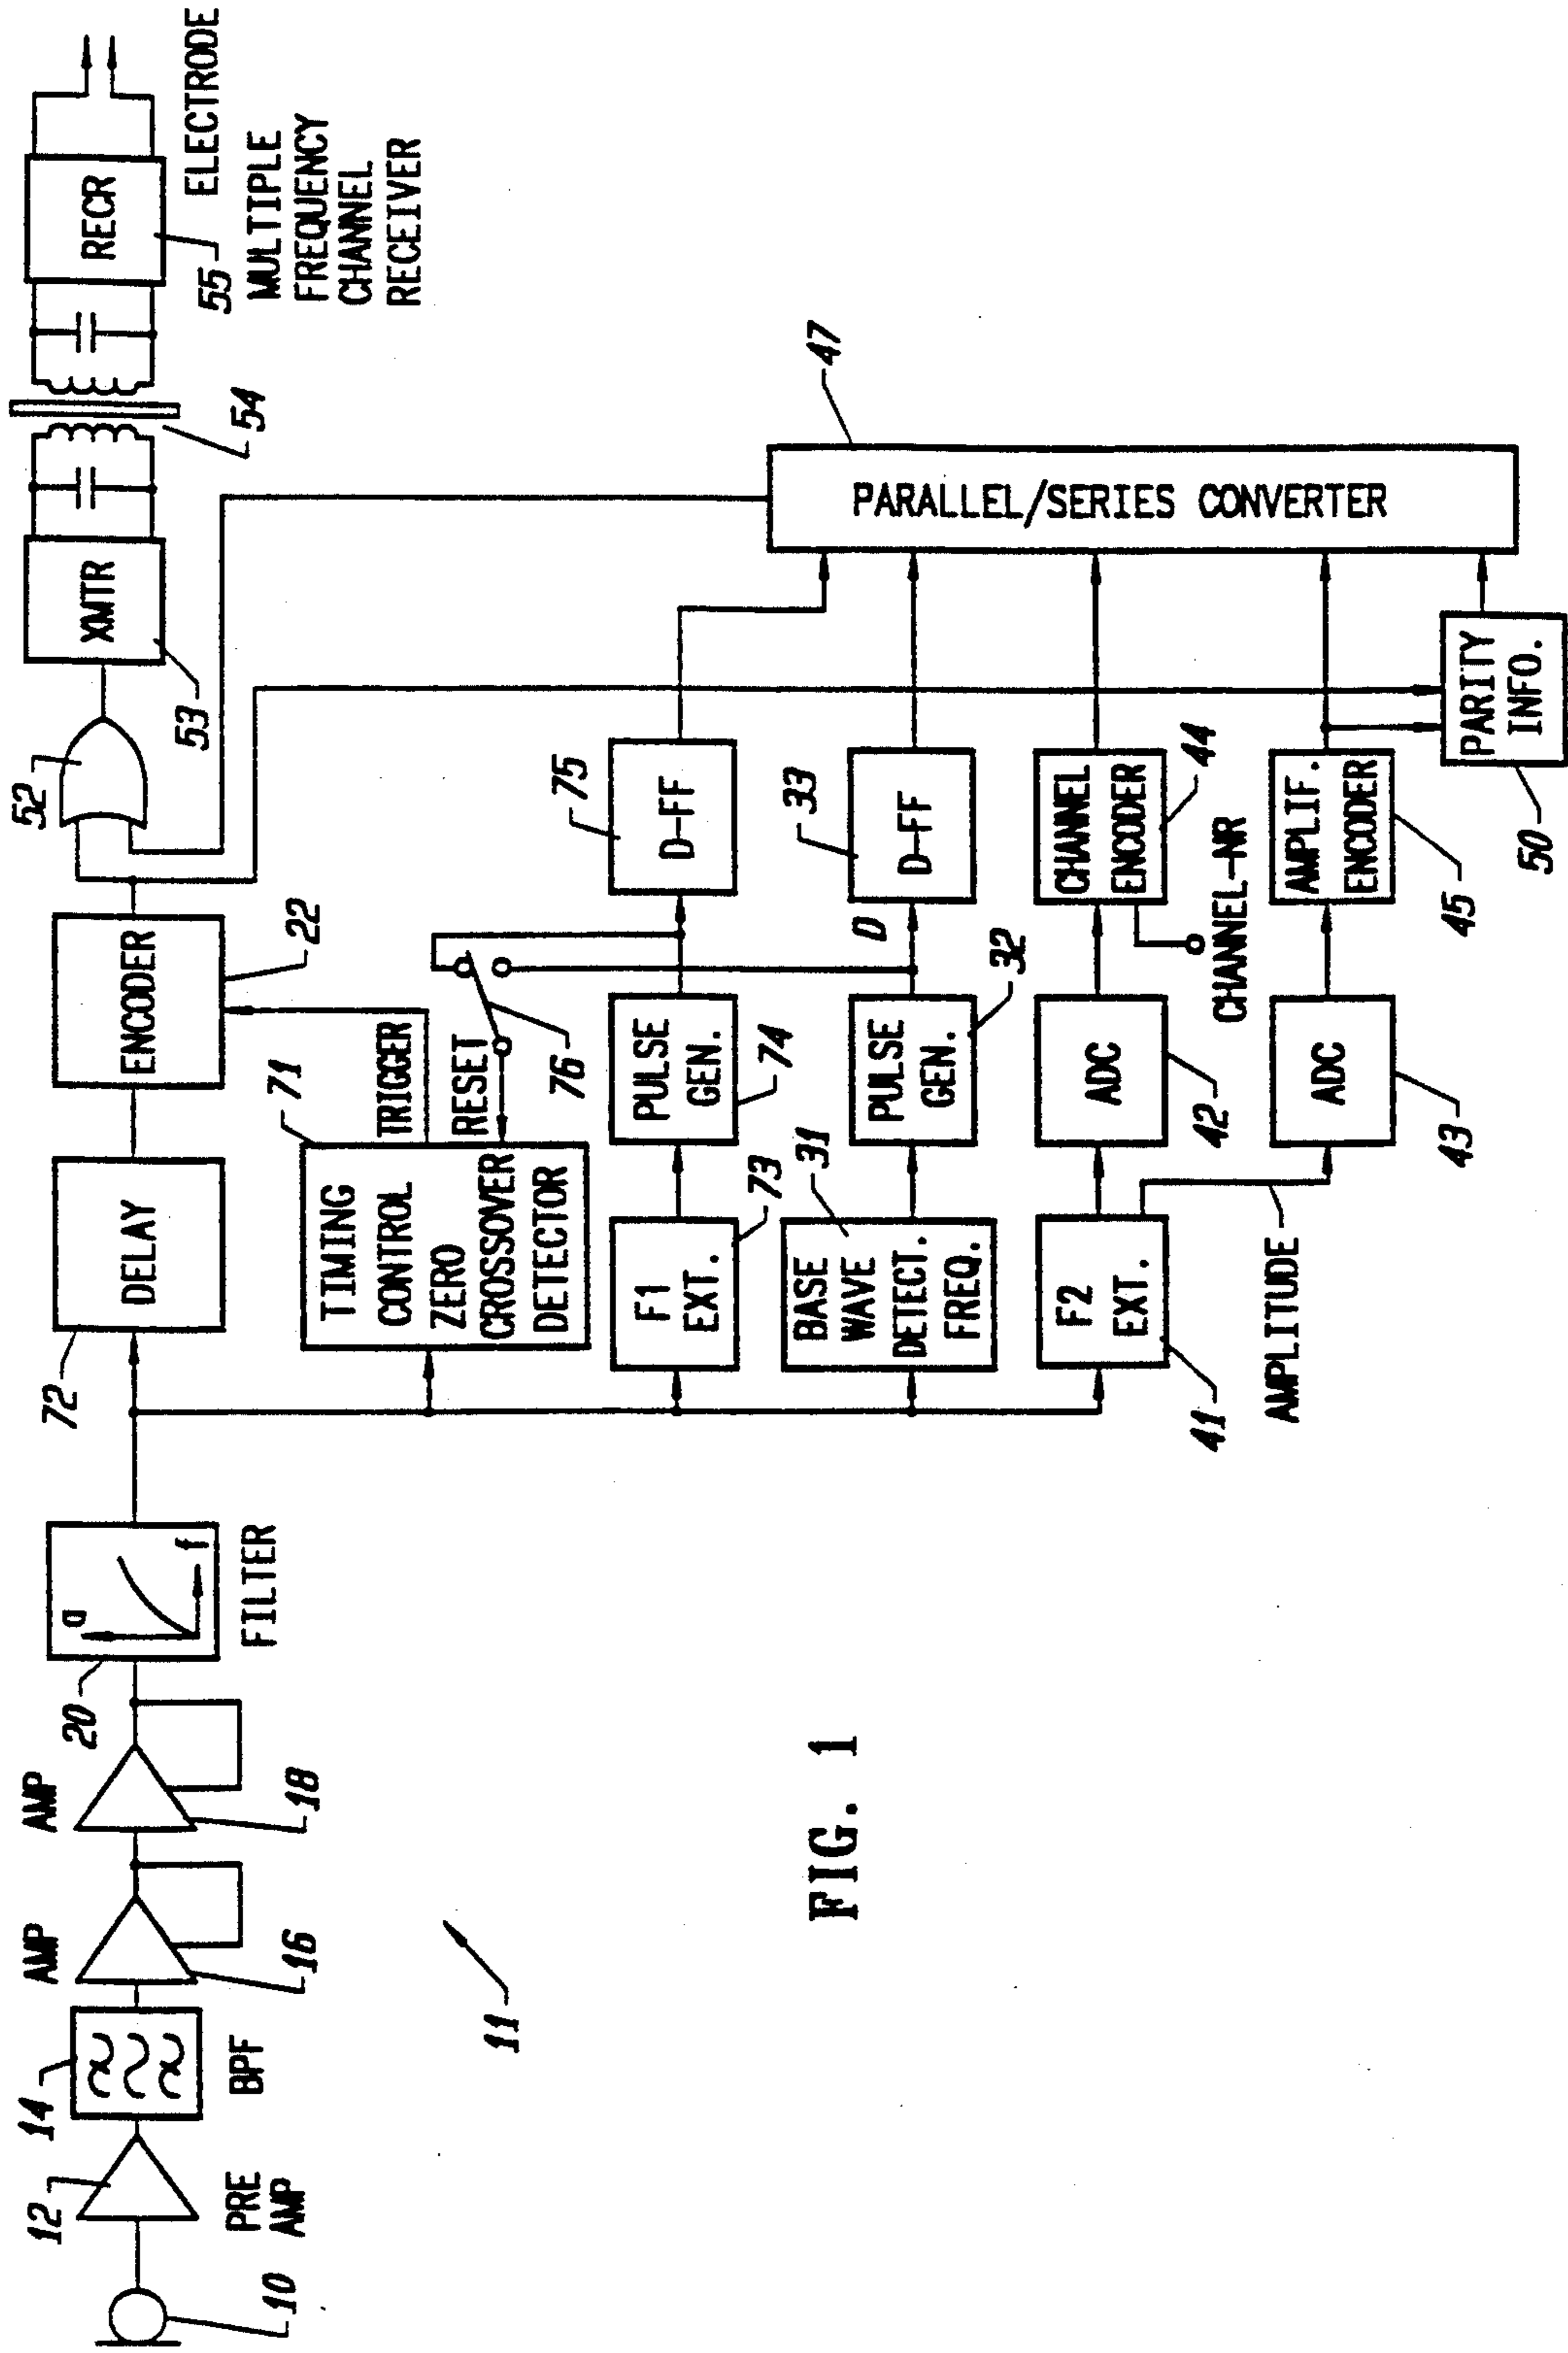 10
12
PRE
AMP
14
BPF
AMP
16
AMP
18
20
a
f
FILTER
72
DELAY
ENCODER
22
52
XMTR
53
54
RECR
55
ELECTRODE
MULTIPLE
FREQUENCY
CHANNEL
RECEIVER
71
TIMING
CONTROL
ZERO
CROSSOVER
DETECTOR
TRIGGER
RESET
76
F1
EXT.
73
PULSE
GEN.
74
D-FF
75
BASE
WAVE
DETECT.
FREQ.
31
PULSE
GEN.
32
D
D-FF
33
F2
EXT.
41
AMPLITUDE
ADC
42
CHANNEL
ENCODER
44
CHANNEL-NR
ADC
43
AMPLIF.
ENCODER
45
PARITY
INFO.
50
PARALLEL/SERIES CONVERTER
47
11
FIG. 1